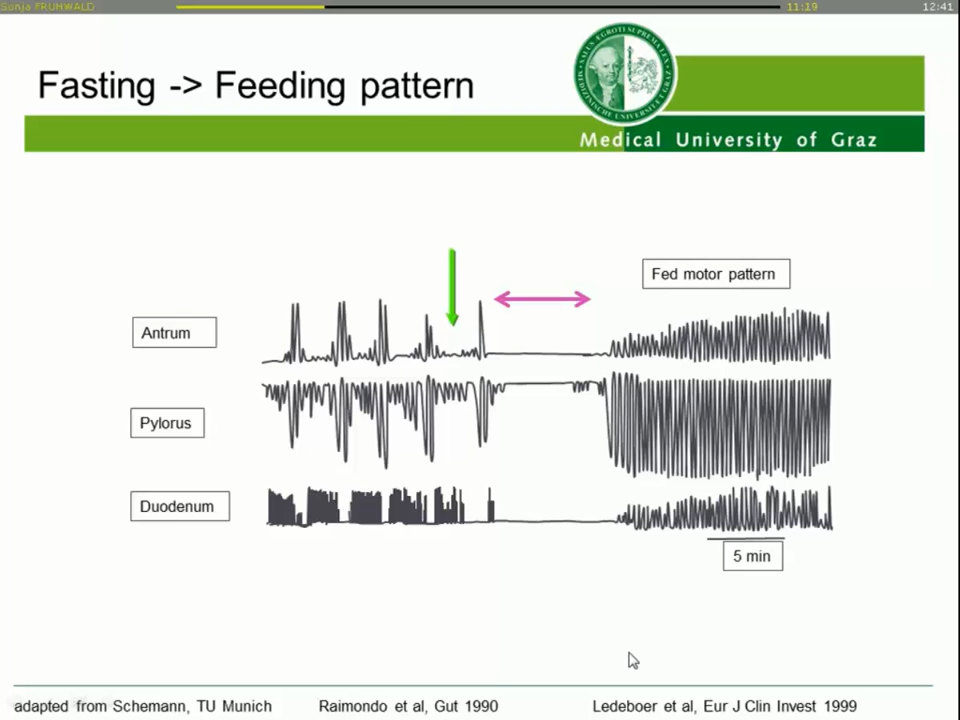 Sonja FRUHWALD
11:19
12:41
Fasting -> Feeding pattern
Medical University of Graz
Fed motor pattern
Antrum
Pylorus
Duodenum
5 min
adapted from Schemann, TU Munich
Raimondo et al, Gut 1990
Ledeboer et al, Eur J Clin Invest 1999